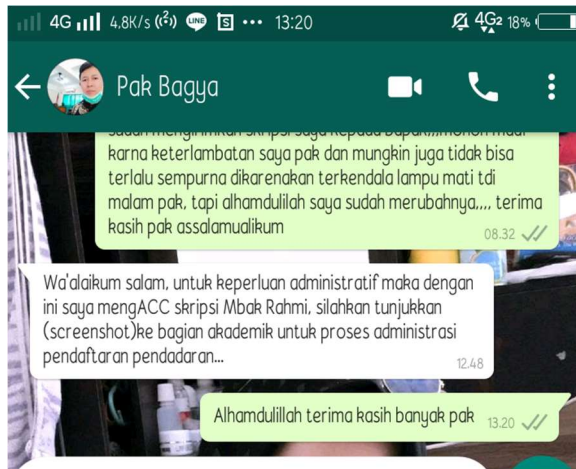 4G 4,8K/s LINE S ... 13:20 4G2 18%
Pak Bagya
sudah mengirimkan skripsi saya kepada bapak,,,mohon maaf
karna keterlambatan saya pak dan mungkin juga tidak bisa
terlalu sempurna dikarenakan terkendala lampu mati tdi
malam pak, tapi alhamdulilah saya sudah merubahnya,,,, terima
kasih pak assalamualikum
08.32
Wa'alaikum salam, untuk keperluan administratif maka dengan
ini saya mengACC skripsi Mbak Rahmi, silahkan tunjukkan
(screenshot)ke bagian akademik untuk proses administrasi
pendaftaran pendadaran...
12.48
Alhamdulillah terima kasih banyak pak 13.20